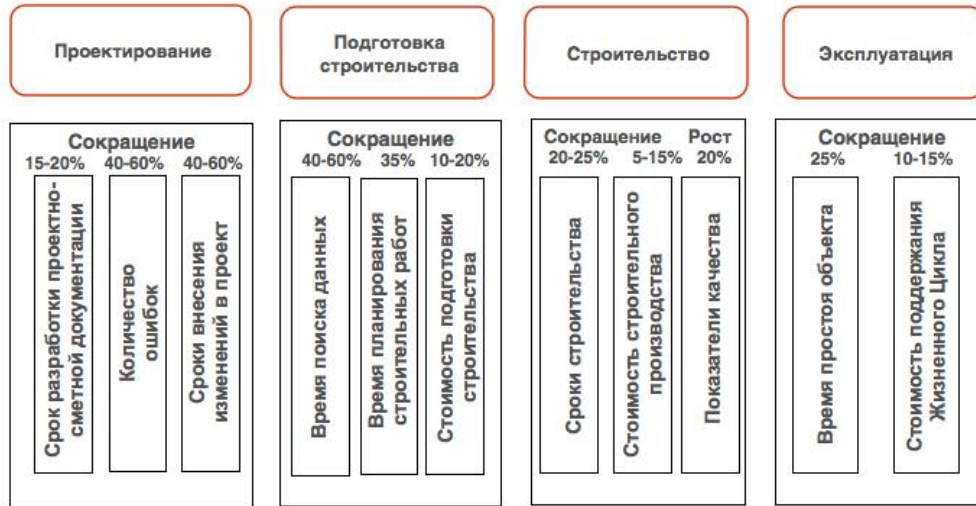 Проектирование
Подготовка
строительства
Строительство
Эксплуатация
Сокращение
15-20% 40-60% 40-60%
Срок разработки проектно-
сметной документации
Количество
ошибок
Сроки внесения
изменений в проект
Сокращение
40-60% 35% 10-20%
Время поиска данных
Время планирования
строительных работ
Стоимость подготовки
строительства
Сокращение Рост
20-25% 5-15% 20%
Сроки строительства
Стоимость строительного
производства
Показатели качества
Сокращение
25% 10-15%
Время простоя объекта
Стоимость поддержания
Жизненного Цикла